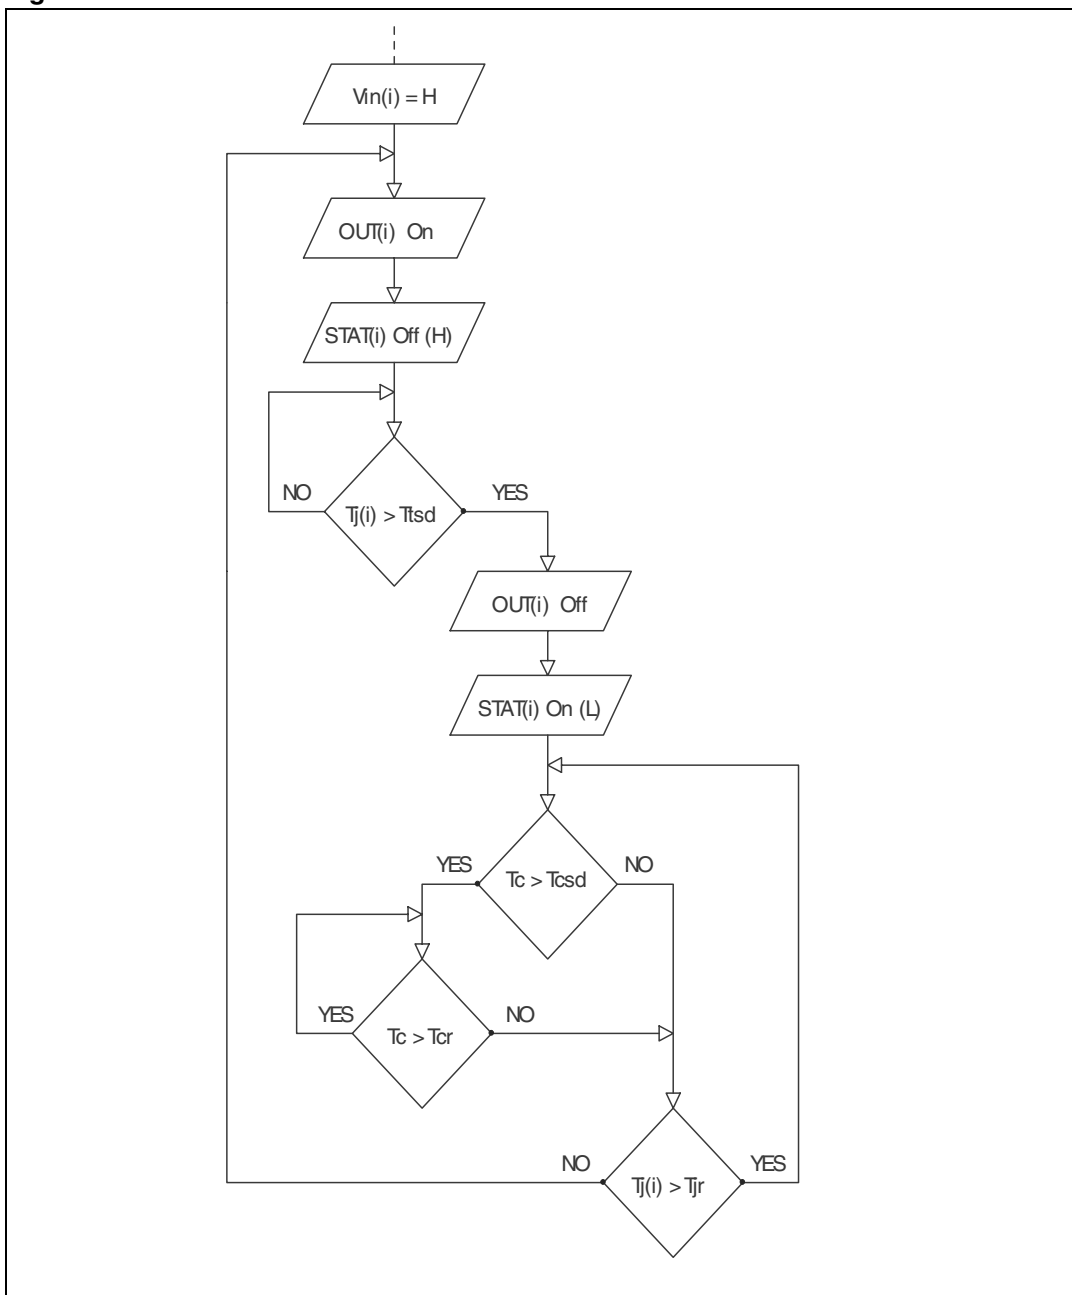 Vin(i) = H
OUT(i) On
STAT(i) Off (H)
NO
YES
Tj(i) > Ttsd
OUT(i) Off
STAT(i) On (L)
YES
NO
Tc > Tcsd
YES
NO
Tc > Tcr
NO
YES
Tj(i) > Tjr